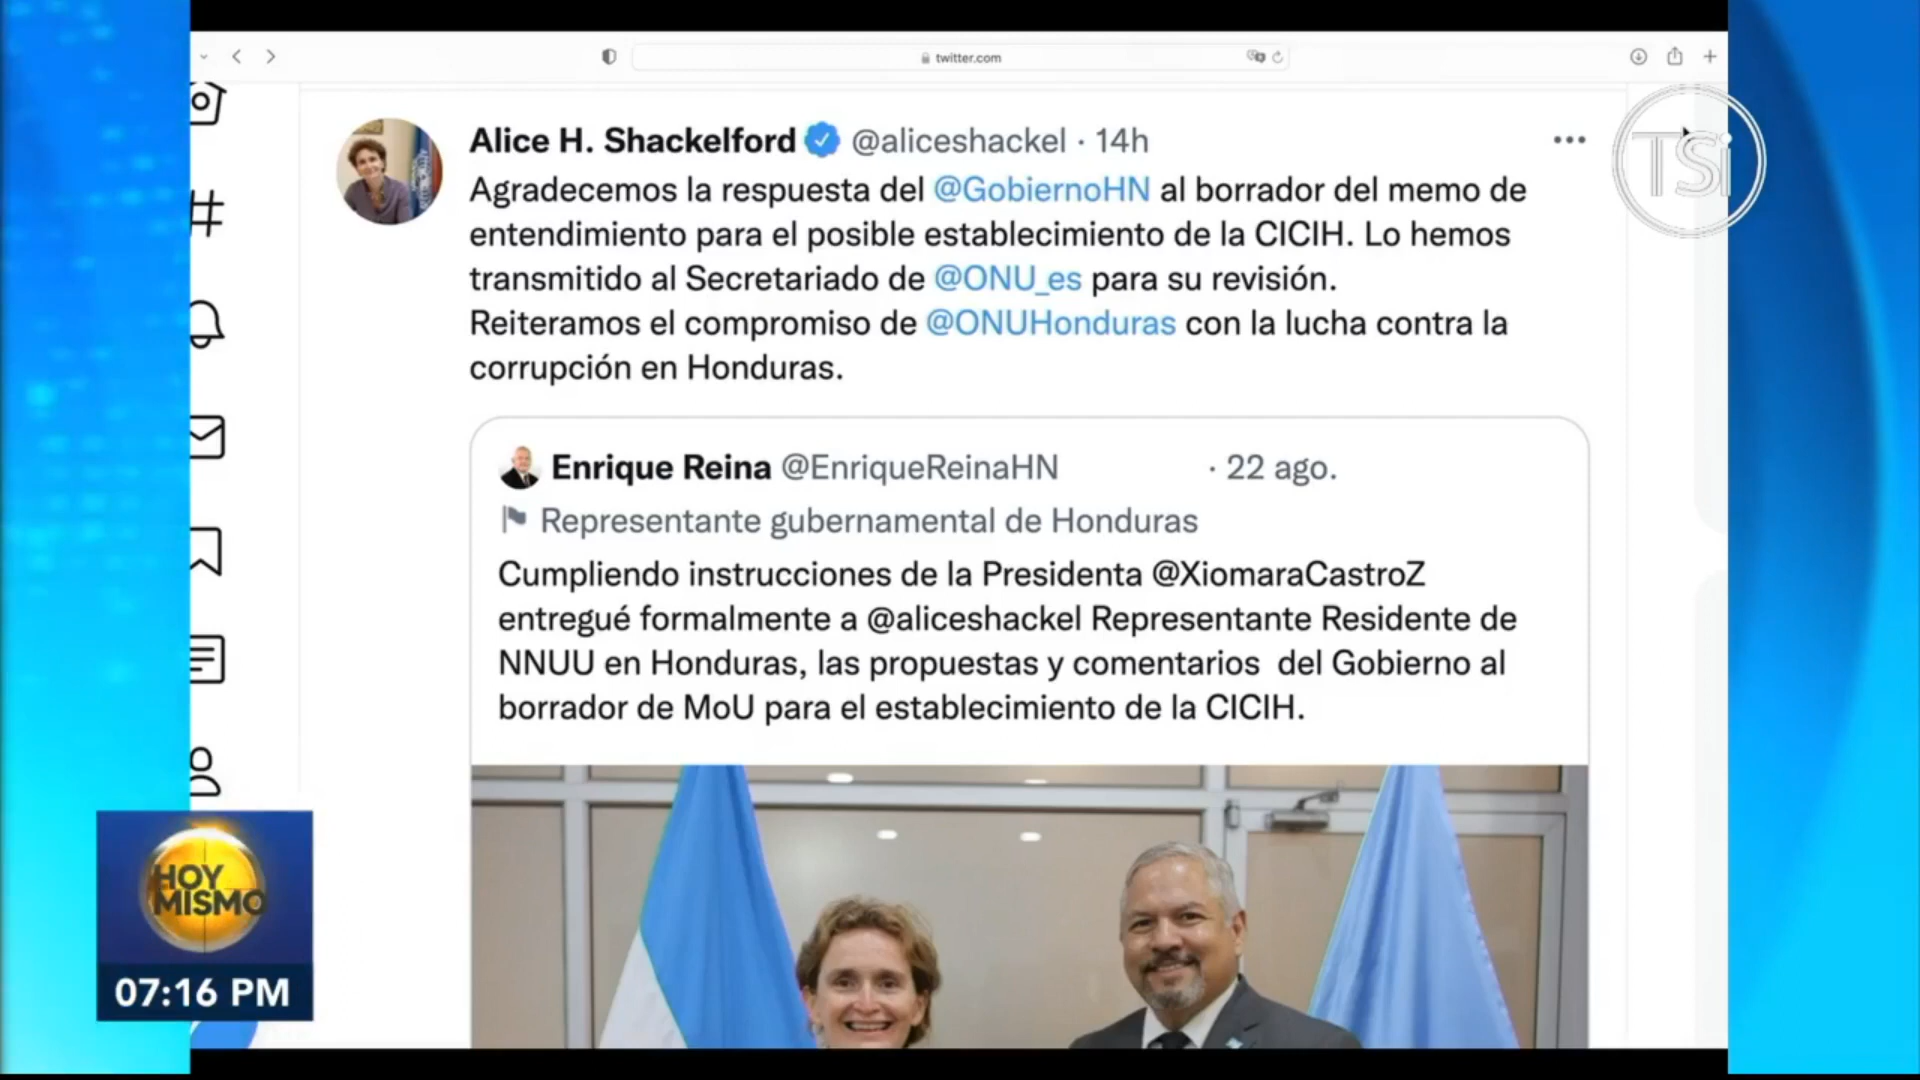 twitter.com
Alice H. Shackelford @aliceshackel · 14h
Agradecemos la respuesta del @GobiernoHN al borrador del memo de
entendimiento para el posible establecimiento de la CICIH. Lo hemos
transmitido al Secretariado de @ONU_es para su revisión.
Reiteramos el compromiso de @ONUHonduras con la lucha contra la
corrupción en Honduras.
Enrique Reina @EnriqueReinaHN · 22 ago.
Representante gubernamental de Honduras
Cumpliendo instrucciones de la Presidenta @XiomaraCastroZ
entregué formalmente a @aliceshackel Representante Residente de
NNUU en Honduras, las propuestas y comentarios del Gobierno al
borrador de MoU para el establecimiento de la CICIH.
TSi
HOY
MISMO
07:16 PM